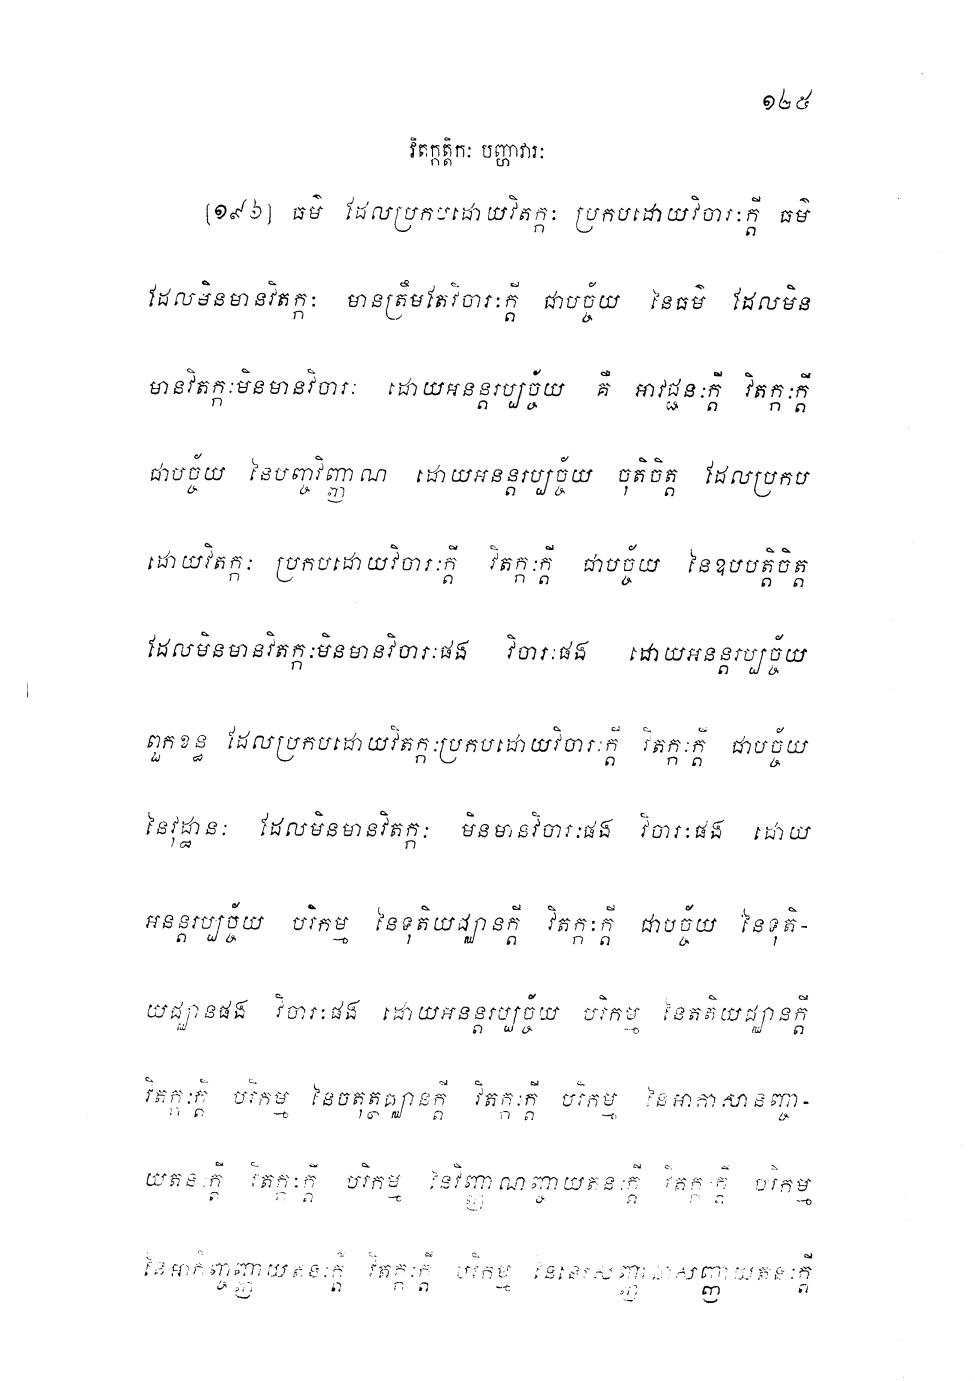 ១២៥
វិតក្កត្តិកៈ បញ្ហាវារៈ
[១៩៦] ធម៌ ដែលប្រកបដោយវិតក្កៈ ប្រកបដោយវិចារៈក្តី ធម៌
ដែលមិនមានវិតក្កៈ មានត្រឹមតែវិចារៈក្តី ជាបច្ច័យ នៃធម៌ ដែលមិន
មានវិតក្កៈមិនមានវិចារៈ ដោយអនន្តរប្បច្ច័យ គឺ អាវជ្ជនៈក្តី វិតក្កៈក្តី
ជាបច្ច័យ នៃបញ្ចវិញ្ញាណ ដោយអនន្តរប្បច្ច័យ ចុតិចិត្ត ដែលប្រកប
ដោយវិតក្កៈ ប្រកបដោយវិចារៈក្តី វិតក្កៈក្តី ជាបច្ច័យ នៃឧបបត្តិចិត្ត
ដែលមិនមានវិតក្កៈមិនមានវិចារៈផង វិចារៈផង ដោយអនន្តរប្បច្ច័យ
ពួកខន្ធ ដែលប្រកបដោយវិតក្កៈប្រកបដោយវិចារៈក្តី វិតក្កៈក្តី ជាបច្ច័យ
នៃវុដ្ឋានៈ ដែលមិនមានវិតក្កៈ មិនមានវិចារៈផង វិចារៈផង ដោយ
អនន្តរប្បច្ច័យ បរិកម្ម នៃទុតិយជ្ឈានក្តី វិតក្កៈក្តី ជាបច្ច័យ នៃទុតិ-
យជ្ឈានផង វិចារៈផង ដោយអនន្តរប្បច្ច័យ បរិកម្ម នៃតតិយជ្ឈានក្តី
វិតក្កៈក្តី បរិកម្ម នៃចតុត្ថជ្ឈានក្តី វិតក្កៈក្តី បរិកម្ម នៃអាកាសានញ្ចា-
យតនៈក្តី វិតក្កៈក្តី បរិកម្ម នៃវិញ្ញាណញ្ចាយតនៈក្តី វិតក្កៈក្តី បរិកម្ម
នៃអាកិញ្ចញ្ញាយតនៈក្តី វិតក្កៈក្តី បរិកម្ម នៃនេវសញ្ញានាសញ្ញាយតនៈក្តី